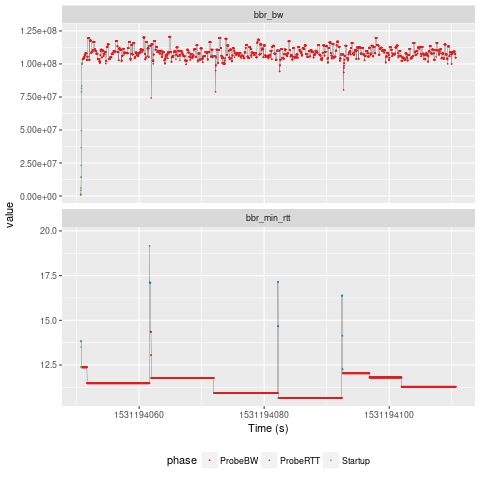 bbr_bw
1.25e+08
1.00e+08
7.50e+07
5.00e+07
2.50e+07
0.00e+00
value
bbr_min_rtt
20.0
17.5
15.0
12.5
1531194060 1531194080 1531194100
Time (s)
phase ProbeBW ProbeRTT Startup